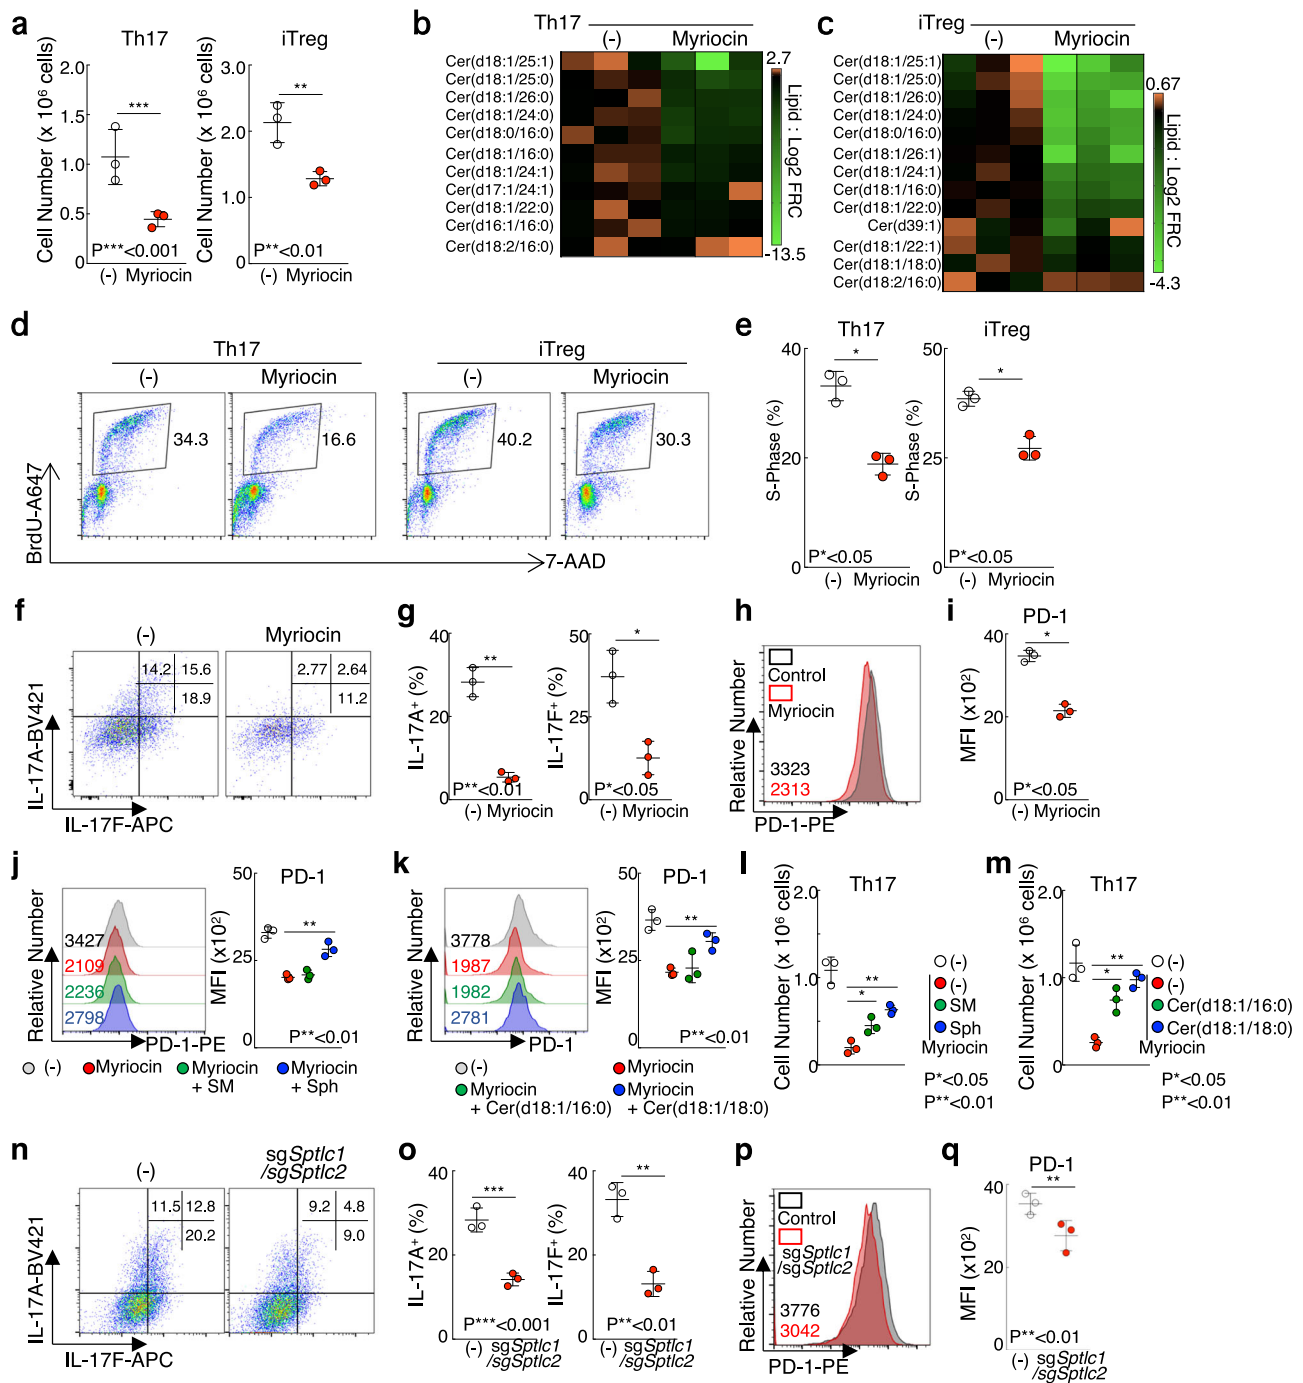 a
Th17
iTreg
Cell Number (x 10⁶ cells)
2.0
1.5
1.0
0.5
0
***
P***<0.001
(-) Myriocin
Cell Number (x 10⁶ cells)
3.0
2.0
1.0
0
**
P**<0.01
(-) Myriocin
b
Th17
(-)
Myriocin
Cer(d18:1/25:1)
Cer(d18:1/25:0)
Cer(d18:1/26:0)
Cer(d18:1/24:0)
Cer(d18:0/16:0)
Cer(d18:1/16:0)
Cer(d18:1/24:1)
Cer(d17:1/24:1)
Cer(d18:1/22:0)
Cer(d16:1/16:0)
Cer(d18:2/16:0)
2.7
Lipid : Log2 FRC
-13.5
c
iTreg
(-)
Myriocin
Cer(d18:1/25:1)
Cer(d18:1/25:0)
Cer(d18:1/26:0)
Cer(d18:1/24:0)
Cer(d18:0/16:0)
Cer(d18:1/26:1)
Cer(d18:1/24:1)
Cer(d18:1/16:0)
Cer(d18:1/22:0)
Cer(d39:1)
Cer(d18:1/22:1)
Cer(d18:1/18:0)
Cer(d18:2/16:0)
0.67
Lipid : Log2 FRC
-4.3
d
Th17
iTreg
(-)
Myriocin
(-)
Myriocin
34.3
16.6
40.2
30.3
BrdU-A647
7-AAD
e
Th17
iTreg
S-Phase (%)
40
20
0
*
P*<0.05
(-) Myriocin
S-Phase (%)
50
25
0
*
P*<0.05
(-) Myriocin
f
(-)
Myriocin
14.2 15.6
18.9
2.77 2.64
11.2
IL-17A-BV421
IL-17F-APC
g
IL-17A⁺ (%)
40
20
0
**
P**<0.01
(-) Myriocin
IL-17F⁺ (%)
50
25
0
*
P*<0.05
(-) Myriocin
h
Control
Myriocin
3323
2313
Relative Number
PD-1-PE
i
PD-1
MFI (x10²)
40
20
0
*
P*<0.05
(-) Myriocin
j
Relative Number
3427
2109
2236
2798
PD-1-PE
PD-1
MFI (x10²)
50
25
0
**
P**<0.01
(-)
Myriocin
Myriocin
+ SM
Myriocin
+ Sph
k
Relative Number
3778
1987
1982
2781
PD-1
PD-1
MFI (x10²)
50
25
0
**
P**<0.01
(-)
Myriocin
Myriocin
+ Cer(d18:1/16:0)
Myriocin
+ Cer(d18:1/18:0)
l
Th17
Cell Number (x 10⁶ cells)
2.0
1.0
0
**
*
(-)
(-)
SM
Sph
Myriocin
P*<0.05
P**<0.01
m
Th17
Cell Number (x 10⁶ cells)
2.0
1.0
0
**
*
(-)
(-)
Cer(d18:1/16:0)
Cer(d18:1/18:0)
Myriocin
P*<0.05
P**<0.01
n
(-)
sgSptlc1
/sgSptlc2
11.5 12.8
20.2
9.2 4.8
9.0
IL-17A-BV421
IL-17F-APC
o
IL-17A⁺ (%)
40
20
0
***
P***<0.001
(-) sgSptlc1
/sgSptlc2
IL-17F⁺ (%)
40
20
0
**
P**<0.01
(-) sgSptlc1
/sgSptlc2
p
Control
sgSptlc1
/sgSptlc2
3776
3042
Relative Number
PD-1-PE
q
PD-1
MFI (x10²)
40
20
0
**
P**<0.01
(-) sgSptlc1
/sgSptlc2